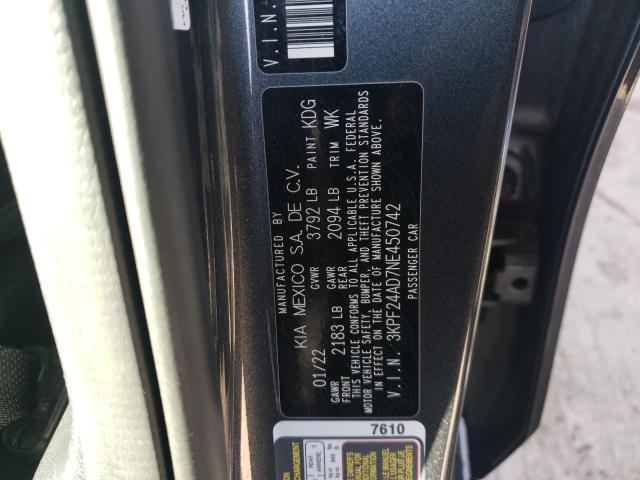 V.I.N.
MANUFACTURED BY
KIA MEXICO S.A. DE C.V.
01/22 GVWR 3792 LB PAINT KDG
GAWR FRONT 2183 LB GAWR REAR 2094 LB TRIM WK
THIS VEHICLE CONFORMS TO ALL APPLICABLE U.S.A. FEDERAL
MOTOR VEHICLE SAFETY, BUMPER, AND THEFT PREVENTION STANDARDS
IN EFFECT ON THE DATE OF MANUFACTURE SHOWN ABOVE.
V.I.N. 3KPF24AD7NE450742
PASSENGER CAR
7610